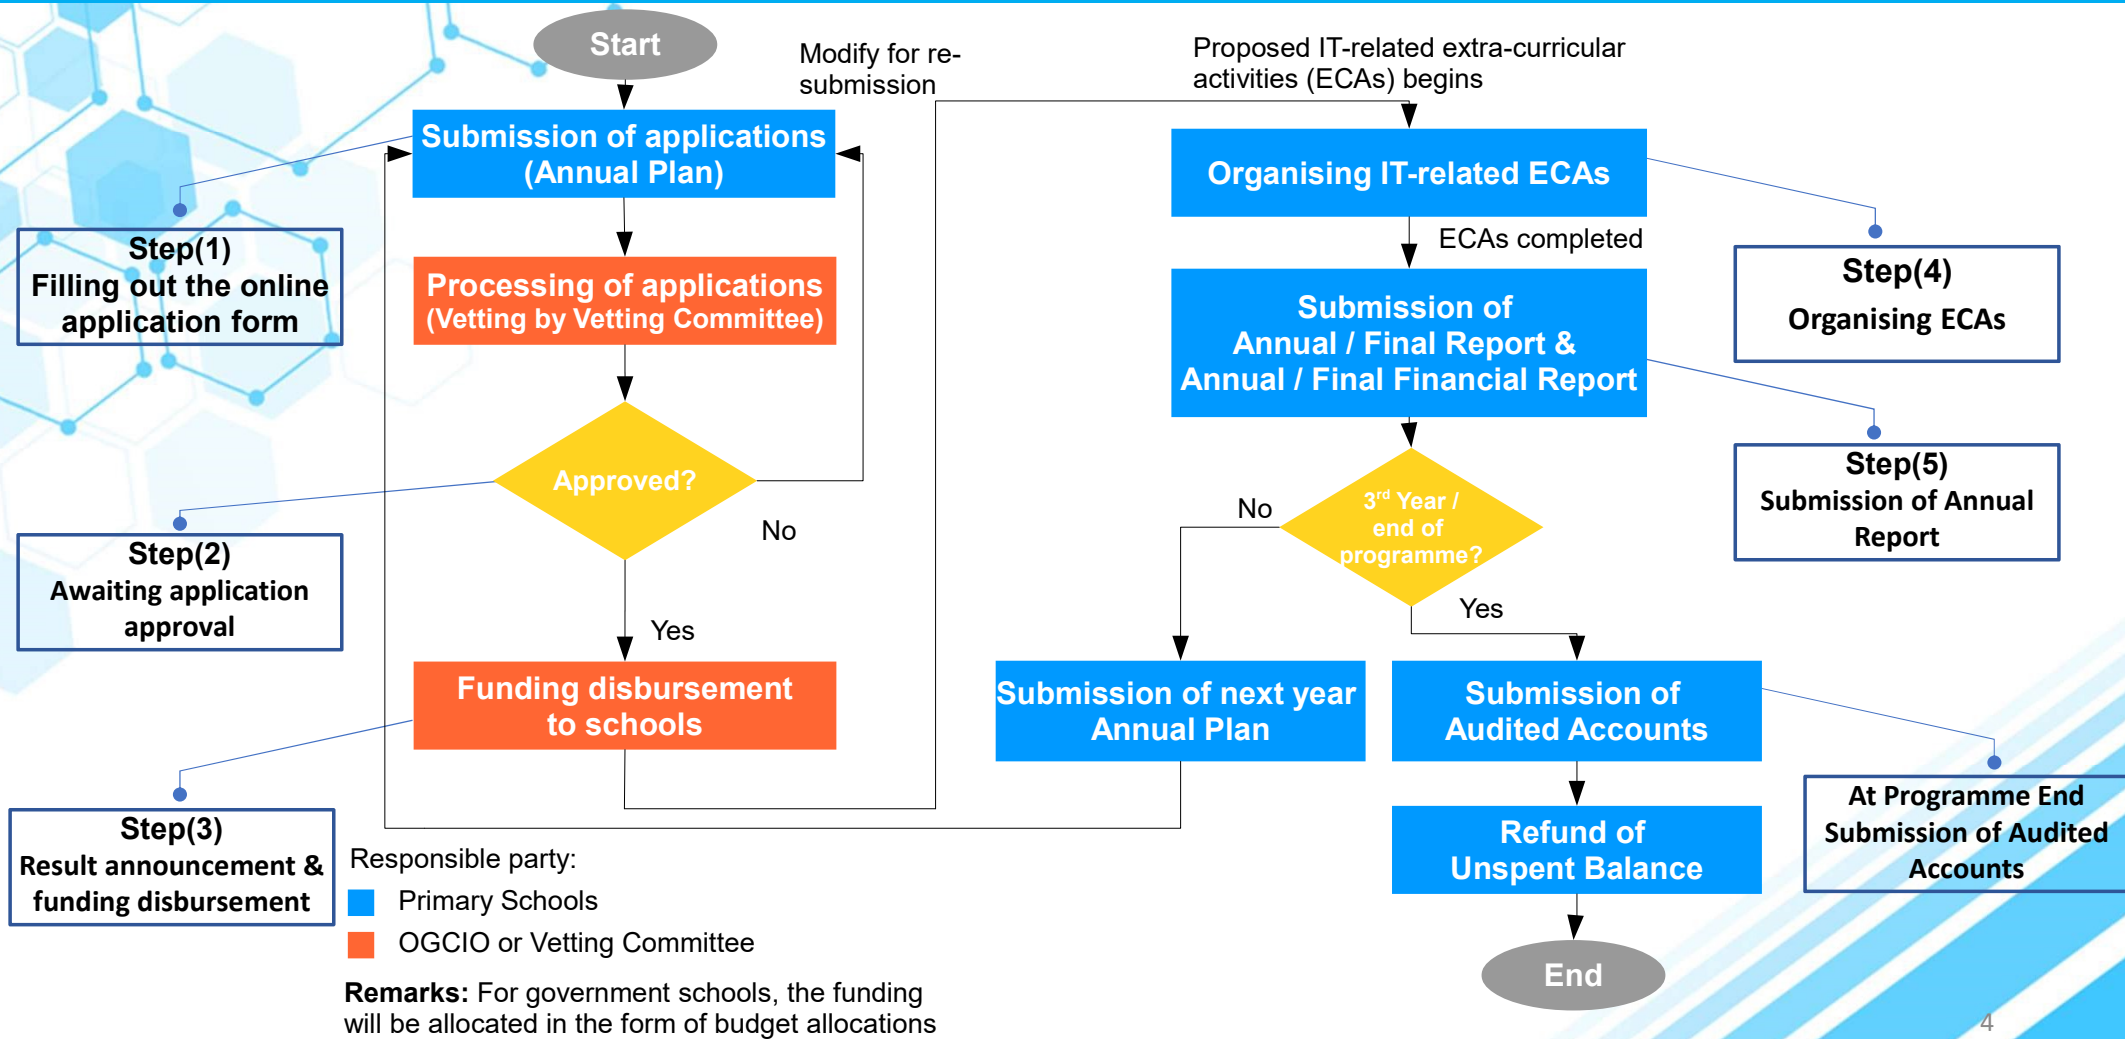 Start
Modify for re-
submission
Submission of applications
(Annual Plan)
Step(1)
Filling out the online
application form
Processing of applications
(Vetting by Vetting Committee)
Approved?
No
Step(2)
Awaiting application
approval
Yes
Funding disbursement
to schools
Step(3)
Result announcement &
funding disbursement
Proposed IT-related extra-curricular
activities (ECAs) begins
Organising IT-related ECAs
Step(4)
Organising ECAs
ECAs completed
Submission of
Annual / Final Report &
Annual / Final Financial Report
Step(5)
Submission of Annual
Report
3rd Year /
end of
programme?
No
Yes
Submission of next year
Annual Plan
Submission of
Audited Accounts
At Programme End
Submission of Audited
Accounts
Refund of
Unspent Balance
End
Responsible party:
Primary Schools
OGCIO or Vetting Committee
Remarks: For government schools, the funding
will be allocated in the form of budget allocations
4